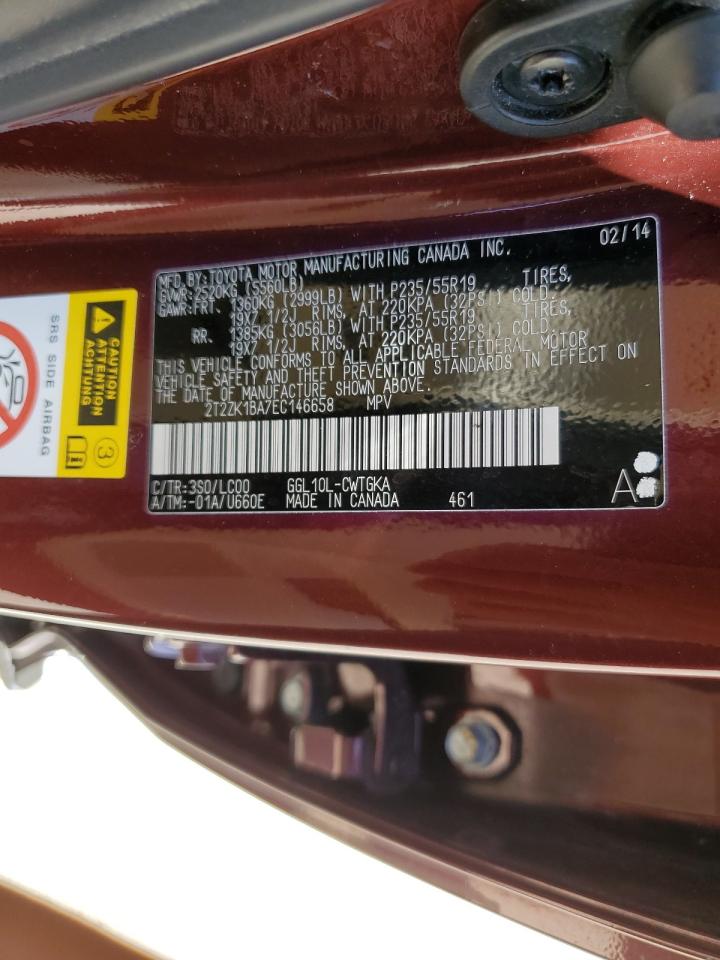 MFD.BY:TOYOTA MOTOR MANUFACTURING CANADA INC. 02/14
GVWR:2520KG (5560LB)
GAWR:FRT. 1360KG (2999LB) WITH P235/55R19 TIRES,
19X7 1/2J RIMS, AT 220KPA (32PSI) COLD.
RR. 1385KG (3056LB) WITH P235/55R19 TIRES,
19X7 1/2J RIMS, AT 220KPA (32PSI) COLD.
THIS VEHICLE CONFORMS TO ALL APPLICABLE FEDERAL MOTOR
VEHICLE SAFETY AND THEFT PREVENTION STANDARDS IN EFFECT ON
THE DATE OF MANUFACTURE SHOWN ABOVE.
2T2ZK1BA7EC146658 MPV
C/TR:3S0/LC00 GGL10L-CWTGKA
A/TM:-01A/U660E MADE IN CANADA 461
A
CAUTION
ATTENTION
ACHTUNG
3
SRS SIDE AIRBAG